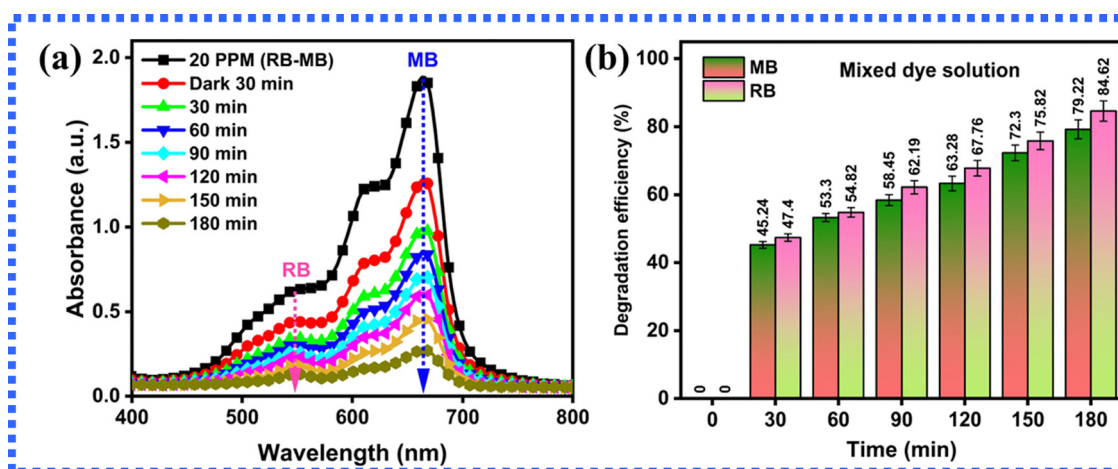 (a)
20 PPM (RB-MB)
Dark 30 min
30 min
60 min
90 min
120 min
150 min
180 min
MB
RB
2.0
1.5
1.0
0.5
0.0
Absorbance (a.u.)
400 500 600 700 800
Wavelength (nm)
(b)
MB
RB
Mixed dye solution
100
80
60
40
20
0
Degradation efficiency (%)
0 0 45.24 47.4 53.3 54.82 58.45 62.19 63.28 67.76 72.3 75.82 79.22 84.62
0 30 60 90 120 150 180
Time (min)